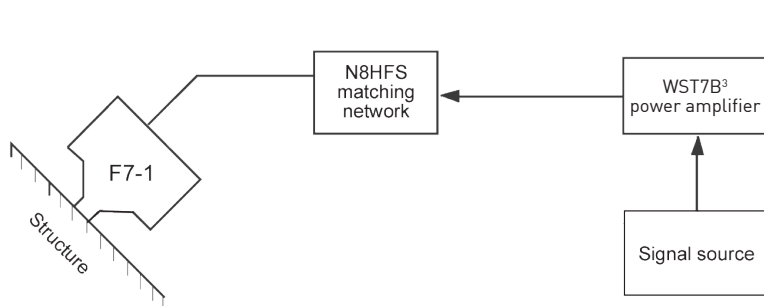 N8HFS
matching
network
WST7B³
power amplifier
F7-1
Structure
Signal source